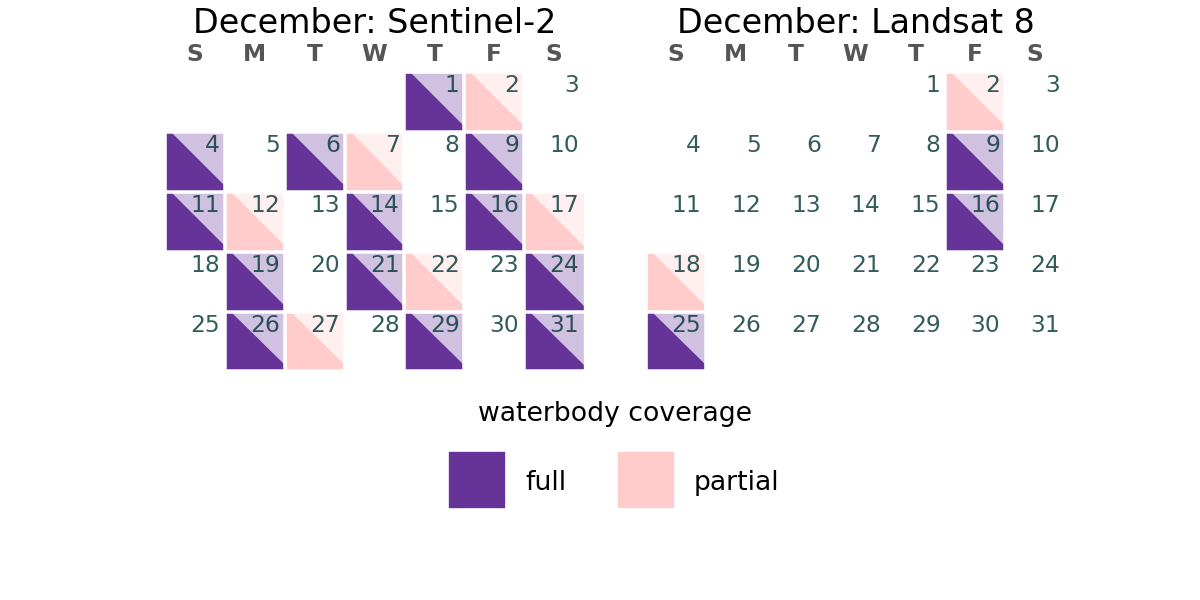 December: Sentinel-2
S M T W T F S
1 2 3
4 5 6 7 8 9 10
11 12 13 14 15 16 17
18 19 20 21 22 23 24
25 26 27 28 29 30 31
December: Landsat 8
S M T W T F S
1 2 3
4 5 6 7 8 9 10
11 12 13 14 15 16 17
18 19 20 21 22 23 24
25 26 27 28 29 30 31
waterbody coverage
full partial